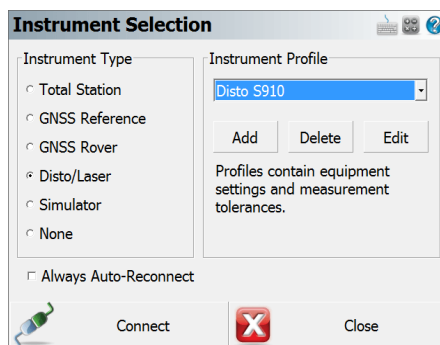 Instrument Selection
Instrument Type
Total Station
GNSS Reference
GNSS Rover
Disto/Laser
Simulator
None
Instrument Profile
Disto S910
Add Delete Edit
Profiles contain equipment
settings and measurement
tolerances.
Always Auto-Reconnect
Connect Close